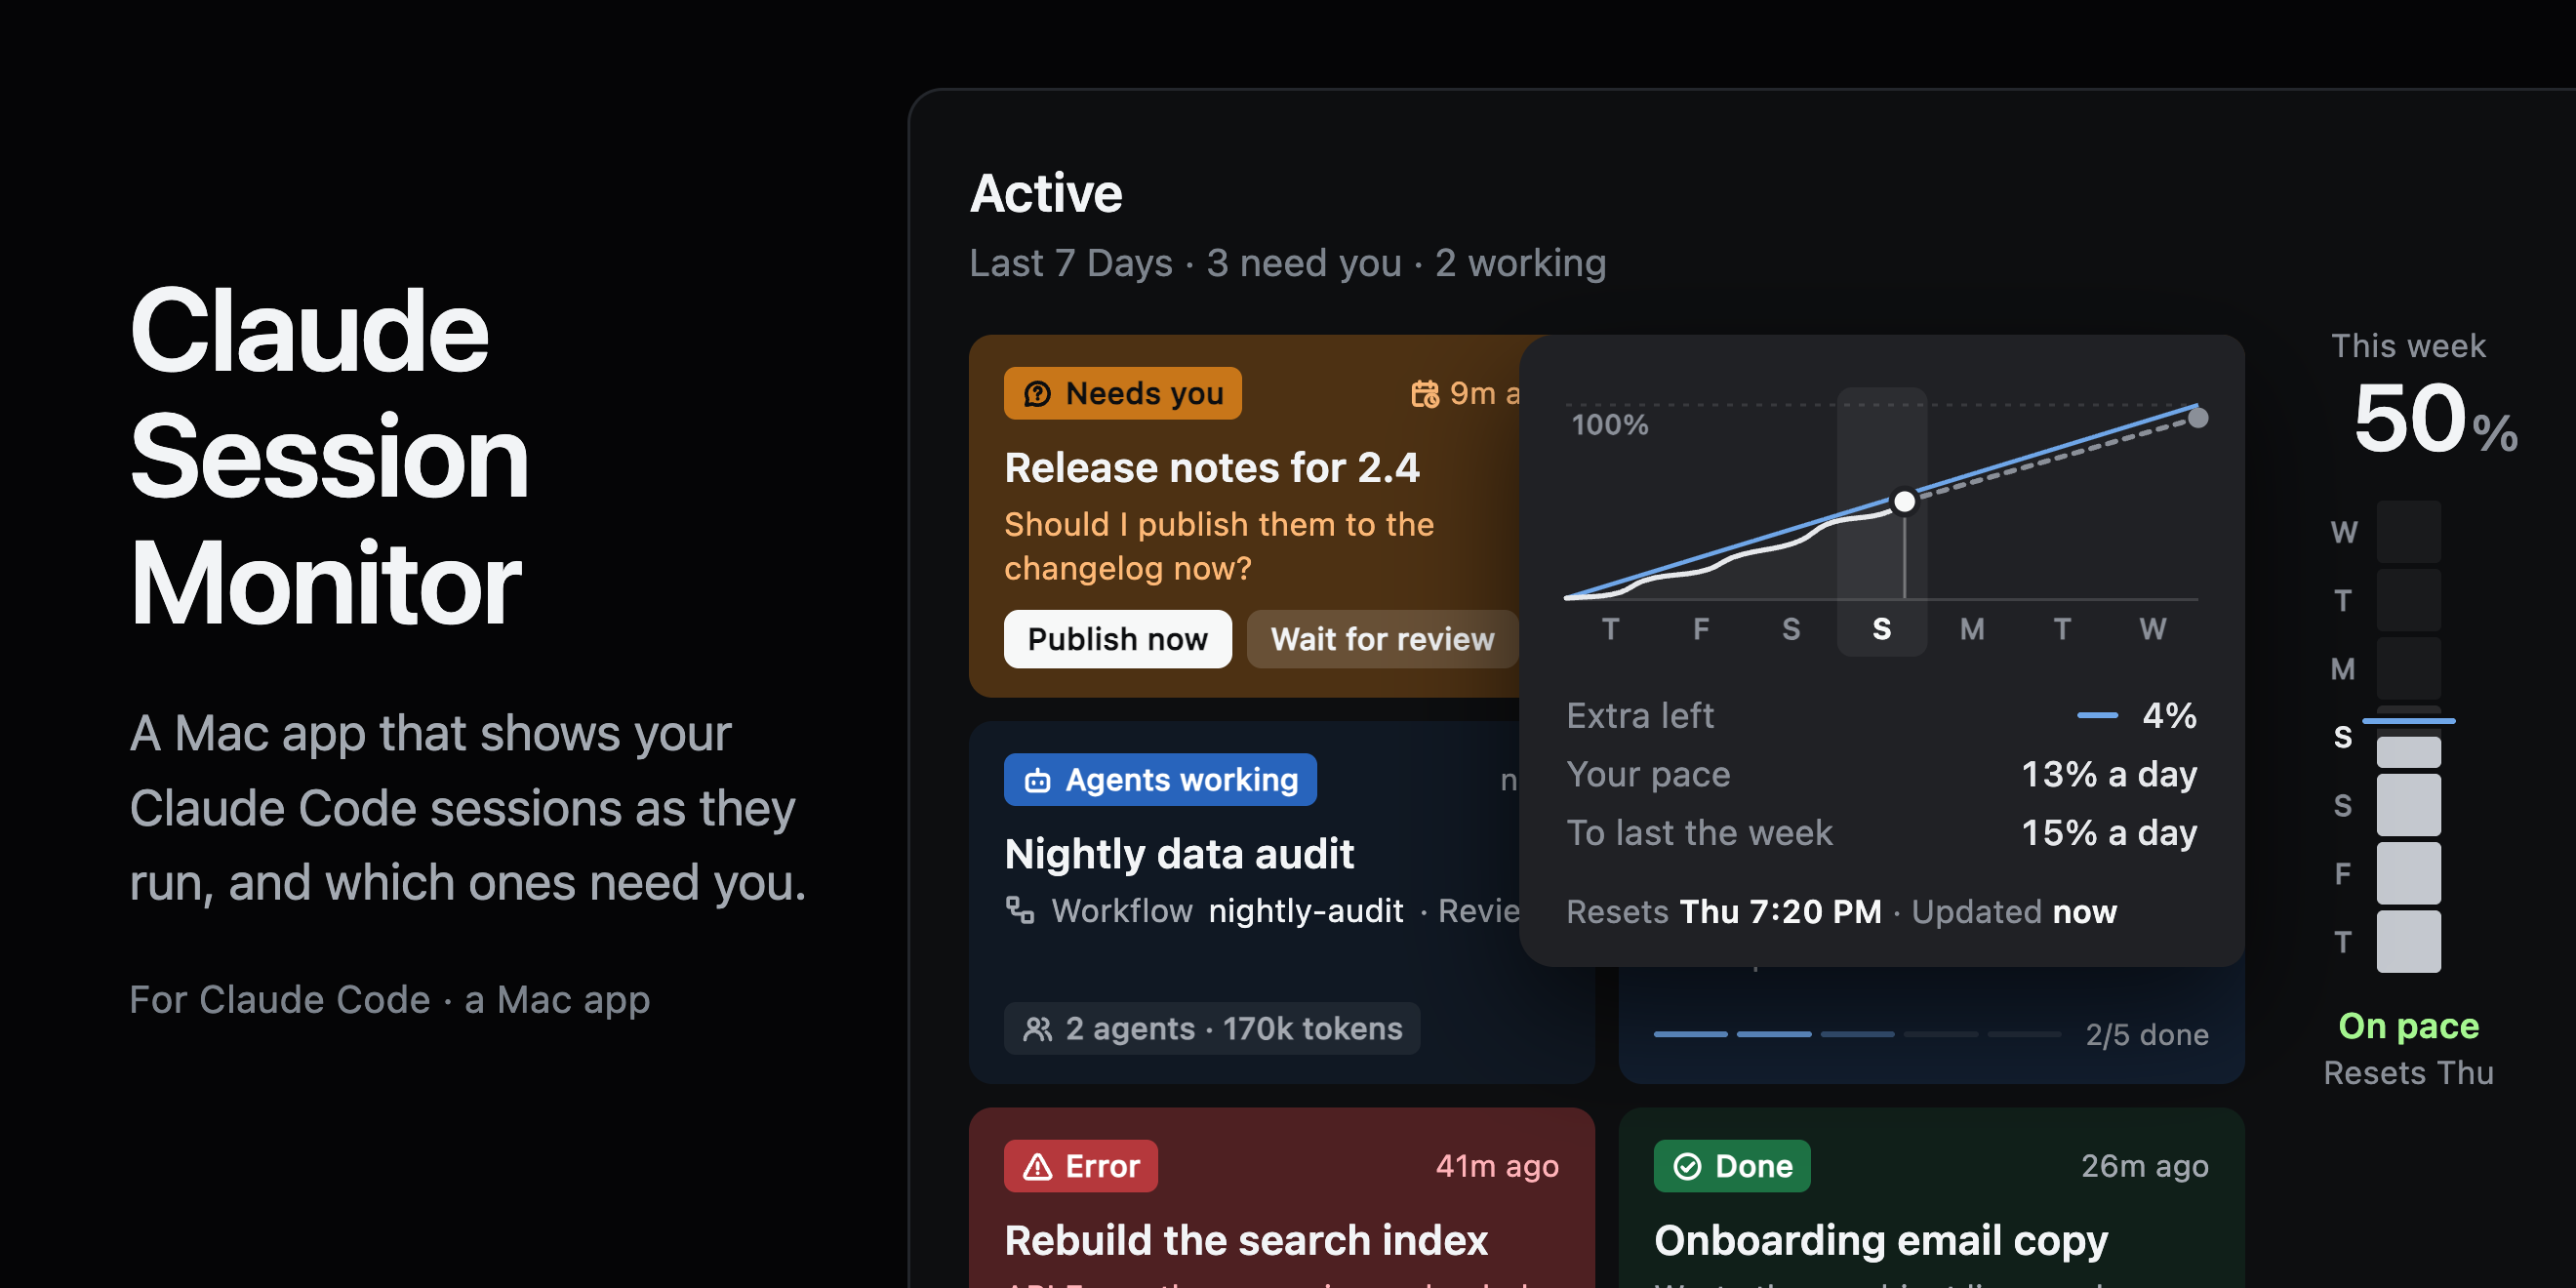 Claude
Session
Monitor
A Mac app that shows your
Claude Code sessions as they
run, and which ones need you.
For Claude Code · a Mac app
Active
Last 7 Days · 3 need you · 2 working
Needs you
9m
Release notes for 2.4
Should I publish them to the
changelog now?
Publish now
Wait for review
Agents working
Nightly data audit
Workflow nightly-audit ·
2 agents · 170k tokens
100%
T F S S M T W
Extra left 4%
Your pace 13% a day
To last the week 15% a day
Resets Thu 7:20 PM · Updated now
2/5 done
Error
41m ago
Rebuild the search index
Done
26m ago
Onboarding email copy
This week
50%
W
T
M
S
S
F
T
On pace
Resets Thu